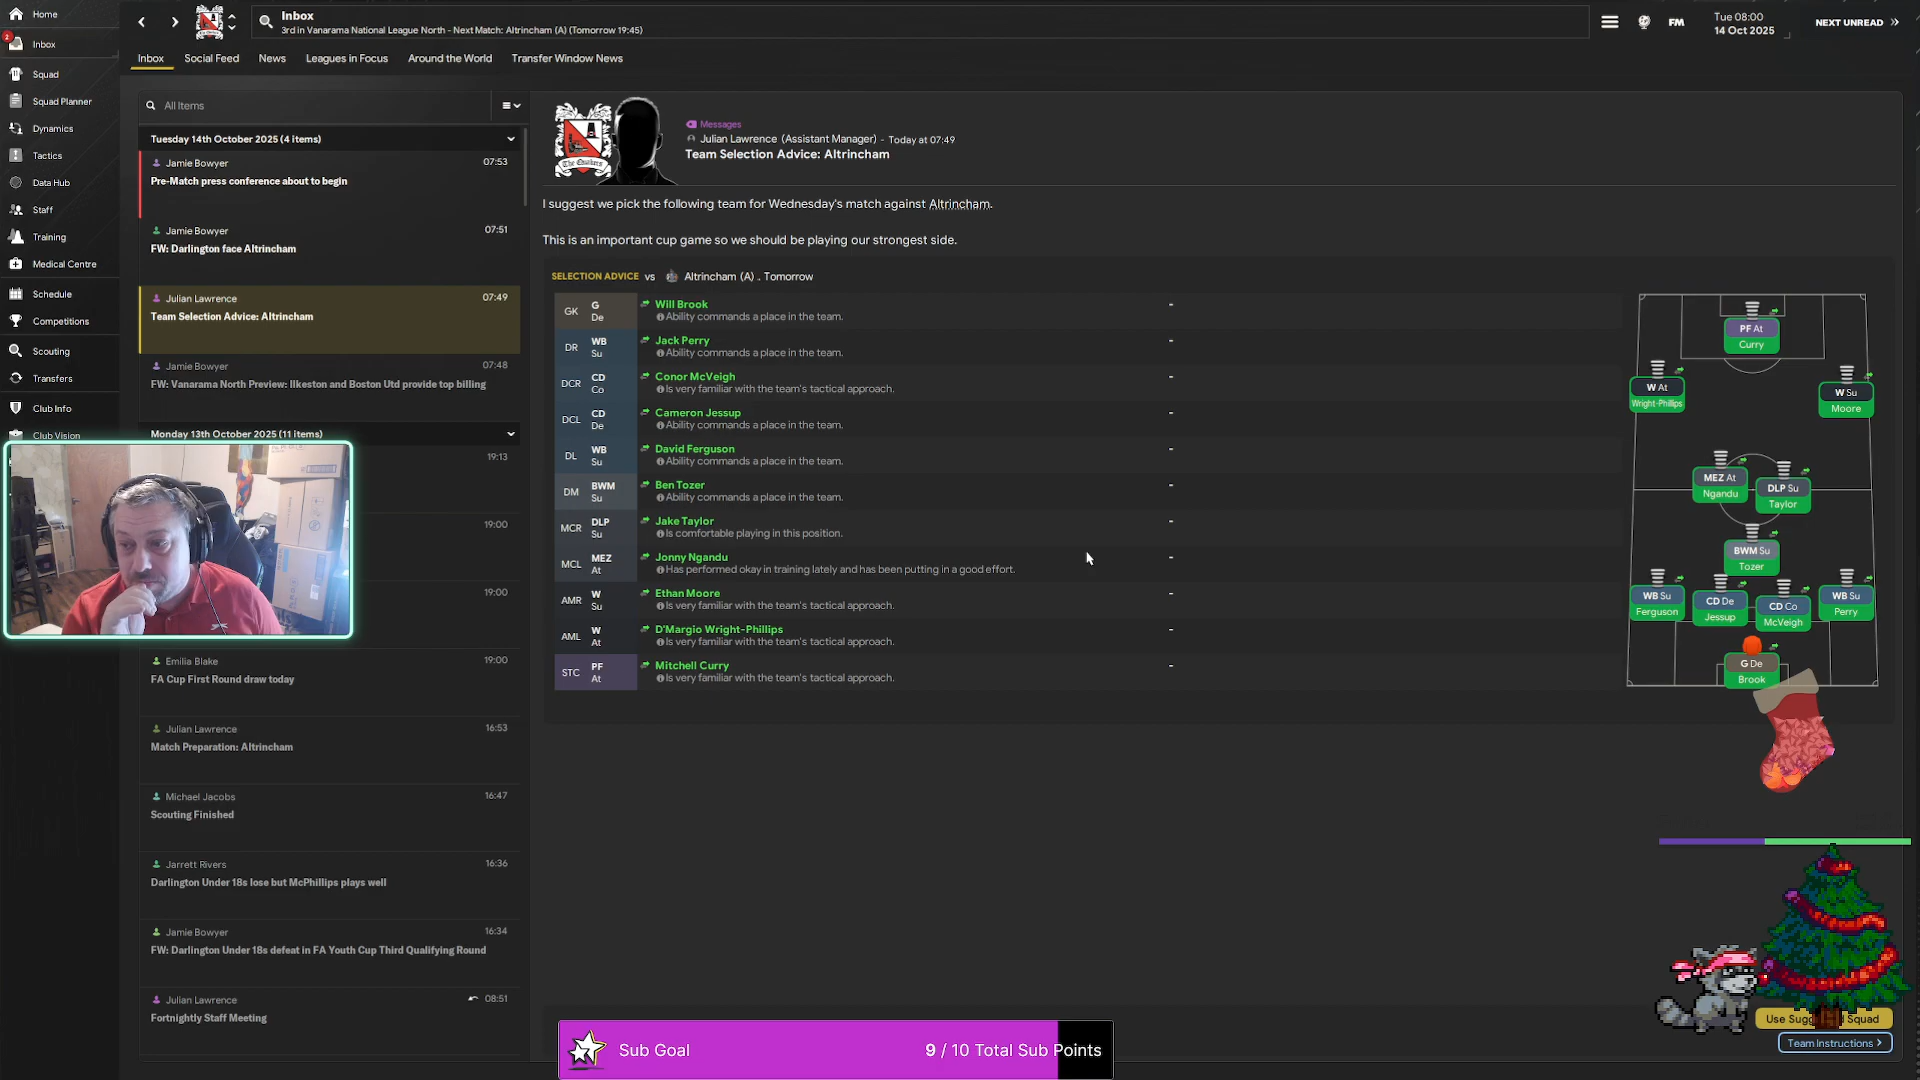 Home
Inbox
3rd in Vanarama National League North - Next Match: Altrincham (A) (Tomorrow 19:45)
FM
Tue 08:00
14 Oct 2025
NEXT UNREAD
2
Inbox
Squad
Squad Planner
Dynamics
Tactics
Data Hub
Staff
Training
Medical Centre
Schedule
Competitions
Scouting
Transfers
Club Info
Club Vision
Inbox
Social Feed
News
Leagues in Focus
Around the World
Transfer Window News
All Items
Tuesday 14th October 2025 (4 items)
Jamie Bowyer 07:53
Pre-Match press conference about to begin
Jamie Bowyer 07:51
FW: Darlington face Altrincham
Julian Lawrence 07:49
Team Selection Advice: Altrincham
Jamie Bowyer 07:48
FW: Vanarama North Preview: Ilkeston and Boston Utd provide top billing
Monday 13th October 2025 (11 items)
19:13
19:00
19:00
Emilia Blake 19:00
FA Cup First Round draw today
Julian Lawrence 16:53
Match Preparation: Altrincham
Michael Jacobs 16:47
Scouting Finished
Jarrett Rivers 16:36
Darlington Under 18s lose but McPhillips plays well
Jamie Bowyer 16:34
FW: Darlington Under 18s defeat in FA Youth Cup Third Qualifying Round
Julian Lawrence 08:51
Fortnightly Staff Meeting
The Quakers
Messages
Julian Lawrence (Assistant Manager) - Today at 07:49
Team Selection Advice: Altrincham
I suggest we pick the following team for Wednesday's match against Altrincham.
This is an important cup game so we should be playing our strongest side.
SELECTION ADVICE vs Altrincham (A) . Tomorrow
GK G De Will Brook -
Ability commands a place in the team.
DR WB Su Jack Perry -
Ability commands a place in the team.
DCR CD Co Conor McVeigh -
Is very familiar with the team's tactical approach.
DCL CD De Cameron Jessup -
Ability commands a place in the team.
DL WB Su David Ferguson -
Ability commands a place in the team.
DM BWM Su Ben Tozer -
Ability commands a place in the team.
MCR DLP Su Jake Taylor -
Is comfortable playing in this position.
MCL MEZ At Jonny Ngandu -
Has performed okay in training lately and has been putting in a good effort.
AMR W Su Ethan Moore -
Is very familiar with the team's tactical approach.
AML W At D'Margio Wright-Phillips -
Is very familiar with the team's tactical approach.
STC PF At Mitchell Curry -
Is very familiar with the team's tactical approach.
PF At
Curry
W At
Wright-Phillips
W Su
Moore
MEZ At
Ngandu
DLP Su
Taylor
BWM Su
Tozer
WB Su
Ferguson
CD De
Jessup
CD Co
McVeigh
WB Su
Perry
G De
Brook
Sub Goal
9 / 10 Total Sub Points
Use Squad
Team Instructions